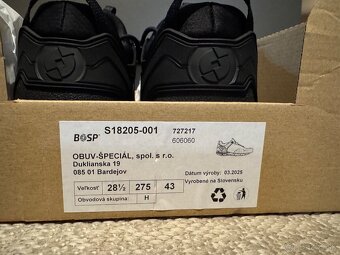 BOSP S18205-001 727217
606060
OBUV-ŠPECIÁL, spol. s r.o.
Duklianska 19
085 01 Bardejov
Dátum výroby: 03.2025
Vyrobené na Slovensku
Veľkosť 28½ 275 43
Obvodová skupina: H